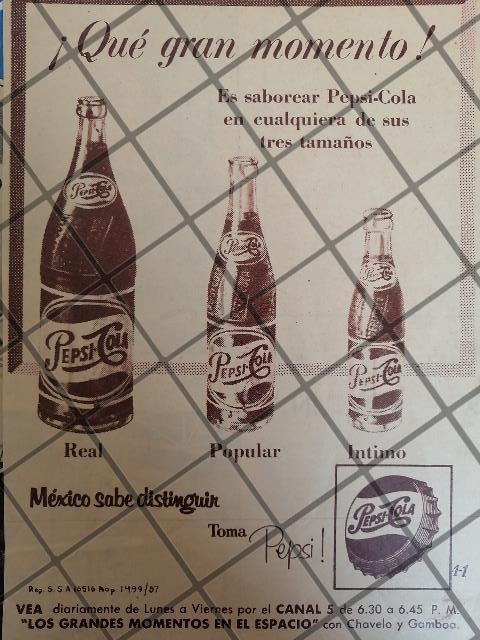 ¡Qué gran momento!
Es saborear Pepsi-Cola
en cualquiera de sus
tres tamaños
Pepsi-Cola
Pepsi-Cola
Pepsi-Cola
PEPSI-COLA
PEPSI-COLA
PEPSI-COLA
Real Popular Intimo
México sabe distinguir
Toma Pepsi!
PEPSI-COLA
Reg. S. S. A 16516 Prop. 1499/57
VEA diariamente de Lunes a Viernes por el CANAL 5 de 6.30 a 6.45 P. M.
"LOS GRANDES MOMENTOS EN EL ESPACIO" con Chavelo y Gamboa.